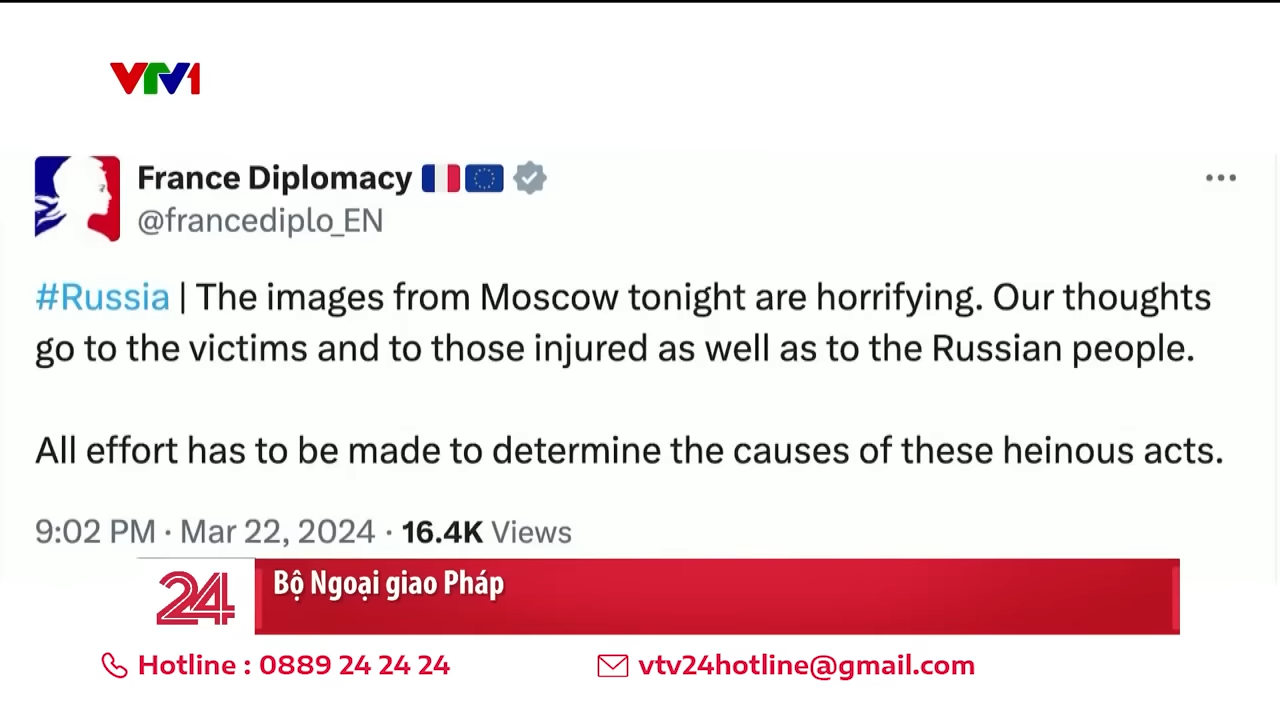 VTV1
France Diplomacy
@francediplo_EN
#Russia | The images from Moscow tonight are horrifying. Our thoughts
go to the victims and to those injured as well as to the Russian people.
All effort has to be made to determine the causes of these heinous acts.
9:02 PM · Mar 22, 2024 · 16.4K Views
24
Bộ Ngoại giao Pháp
Hotline : 0889 24 24 24
vtv24hotline@gmail.com